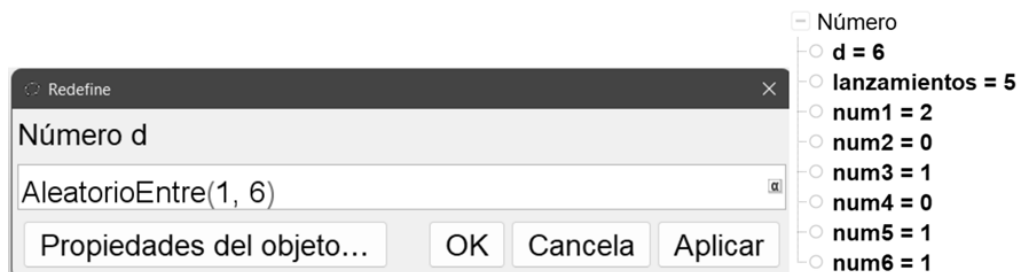 Redefine
Número d
AleatorioEntre(1, 6)
α
Propiedades del objeto...
OK
Cancela
Aplicar
Número
d = 6
lanzamientos = 5
num1 = 2
num2 = 0
num3 = 1
num4 = 0
num5 = 1
num6 = 1